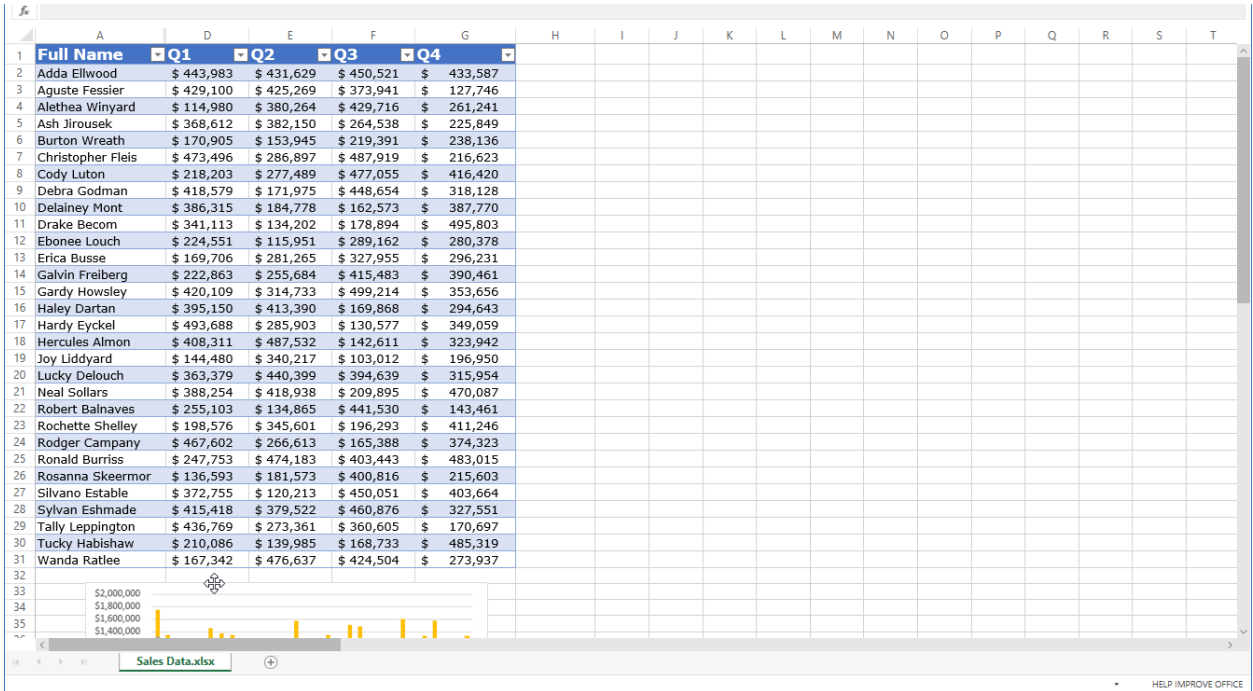 fx
A D E F G H I J K L M N O P Q R S T
1 Full Name Q1 Q2 Q3 Q4
2 Adda Ellwood $ 443,983 $ 431,629 $ 450,521 $ 433,587
3 Aguste Fessier $ 429,100 $ 425,269 $ 373,941 $ 127,746
4 Alethea Winyard $ 114,980 $ 380,264 $ 429,716 $ 261,241
5 Ash Jirousek $ 368,612 $ 382,150 $ 264,538 $ 225,849
6 Burton Wreath $ 170,905 $ 153,945 $ 219,391 $ 238,136
7 Christopher Fleis $ 473,496 $ 286,897 $ 487,919 $ 216,623
8 Cody Luton $ 218,203 $ 277,489 $ 477,055 $ 416,420
9 Debra Godman $ 418,579 $ 171,975 $ 448,654 $ 318,128
10 Delainey Mont $ 386,315 $ 184,778 $ 162,573 $ 387,770
11 Drake Becom $ 341,113 $ 134,202 $ 178,894 $ 495,803
12 Ebonee Louch $ 224,551 $ 115,951 $ 289,162 $ 280,378
13 Erica Busse $ 169,706 $ 281,265 $ 327,955 $ 296,231
14 Galvin Freiberg $ 222,863 $ 255,684 $ 415,483 $ 390,461
15 Gardy Howsley $ 420,109 $ 314,733 $ 499,214 $ 353,656
16 Haley Dartan $ 395,150 $ 413,390 $ 169,868 $ 294,643
17 Hardy Eyckel $ 493,688 $ 285,903 $ 130,577 $ 349,059
18 Hercules Almon $ 408,311 $ 487,532 $ 142,611 $ 323,942
19 Joy Liddyard $ 144,480 $ 340,217 $ 103,012 $ 196,950
20 Lucky Delouch $ 363,379 $ 440,399 $ 394,639 $ 315,954
21 Neal Sollars $ 388,254 $ 418,938 $ 209,895 $ 470,087
22 Robert Balnaves $ 255,103 $ 134,865 $ 441,530 $ 143,461
23 Rochette Shelley $ 198,576 $ 345,601 $ 196,293 $ 411,246
24 Rodger Campany $ 467,602 $ 266,613 $ 165,388 $ 374,323
25 Ronald Burriss $ 247,753 $ 474,183 $ 403,443 $ 483,015
26 Rosanna Skeermor $ 136,593 $ 181,573 $ 400,816 $ 215,603
27 Silvano Estable $ 372,755 $ 120,213 $ 450,051 $ 403,664
28 Sylvan Eshmade $ 415,418 $ 379,522 $ 460,876 $ 327,551
29 Tally Leppington $ 436,769 $ 273,361 $ 360,605 $ 170,697
30 Tucky Habishaw $ 210,086 $ 139,985 $ 168,733 $ 485,319
31 Wanda Ratlee $ 167,342 $ 476,637 $ 424,504 $ 273,937
32
33 $2,000,000
34 $1,800,000
35 $1,600,000
$1,400,000
Sales Data.xlsx
HELP IMPROVE OFFICE